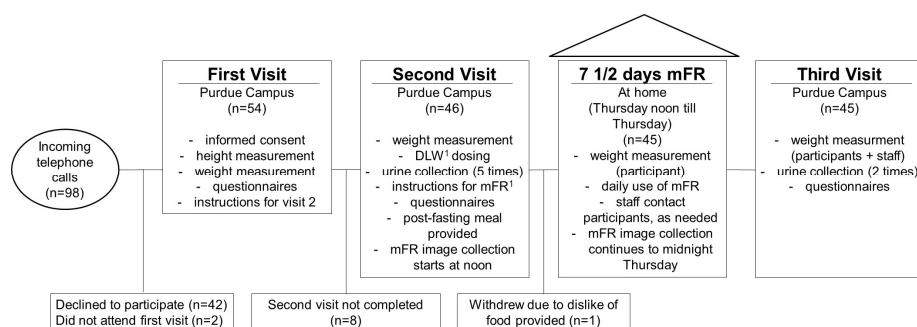 Incoming
telephone
calls
(n=98)
First Visit
Purdue Campus
(n=54)
- informed consent
- height measurement
- weight measurement
- questionnaires
- instructions for visit 2
Second Visit
Purdue Campus
(n=46)
- weight measurement
- DLW¹ dosing
- urine collection (5 times)
- instructions for mFR¹
- questionnaires
- post-fasting meal
provided
- mFR image collection
starts at noon
7 1/2 days mFR
At home
(Thursday noon till
Thursday)
(n=45)
- weight measurement
(participant)
- daily use of mFR
- staff contact
participants, as needed
- mFR image collection
continues to midnight
Thursday
Third Visit
Purdue Campus
(n=45)
- weight measurment
(participants + staff)
- urine collection (2 times)
- questionnaires
Declined to participate (n=42)
Did not attend first visit (n=2)
Second visit not completed
(n=8)
Withdrew due to dislike of
food provided (n=1)